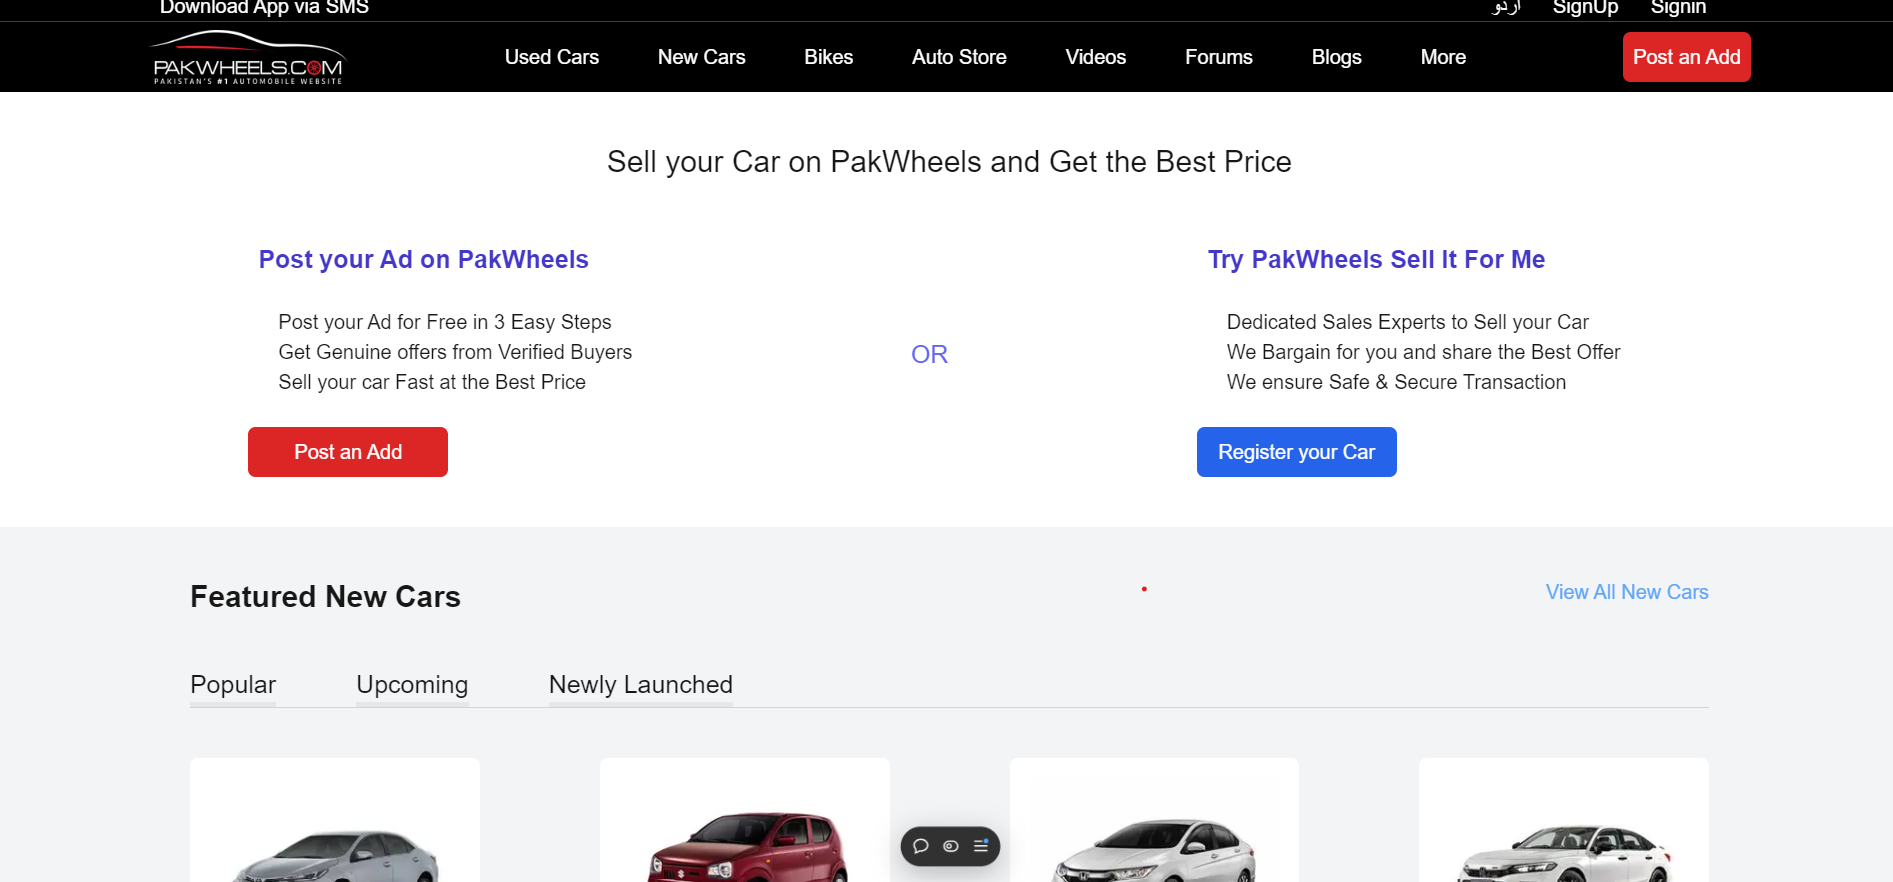 Download App via SMS
اردو
SignUp
Signin
PAKWHEELS.COM
PAKISTAN'S #1 AUTOMOBILE WEBSITE
Used Cars
New Cars
Bikes
Auto Store
Videos
Forums
Blogs
More
Post an Add
Sell your Car on PakWheels and Get the Best Price
Post your Ad on PakWheels
Post your Ad for Free in 3 Easy Steps
Get Genuine offers from Verified Buyers
Sell your car Fast at the Best Price
Post an Add
OR
Try PakWheels Sell It For Me
Dedicated Sales Experts to Sell your Car
We Bargain for you and share the Best Offer
We ensure Safe & Secure Transaction
Register your Car
Featured New Cars
View All New Cars
Popular
Upcoming
Newly Launched